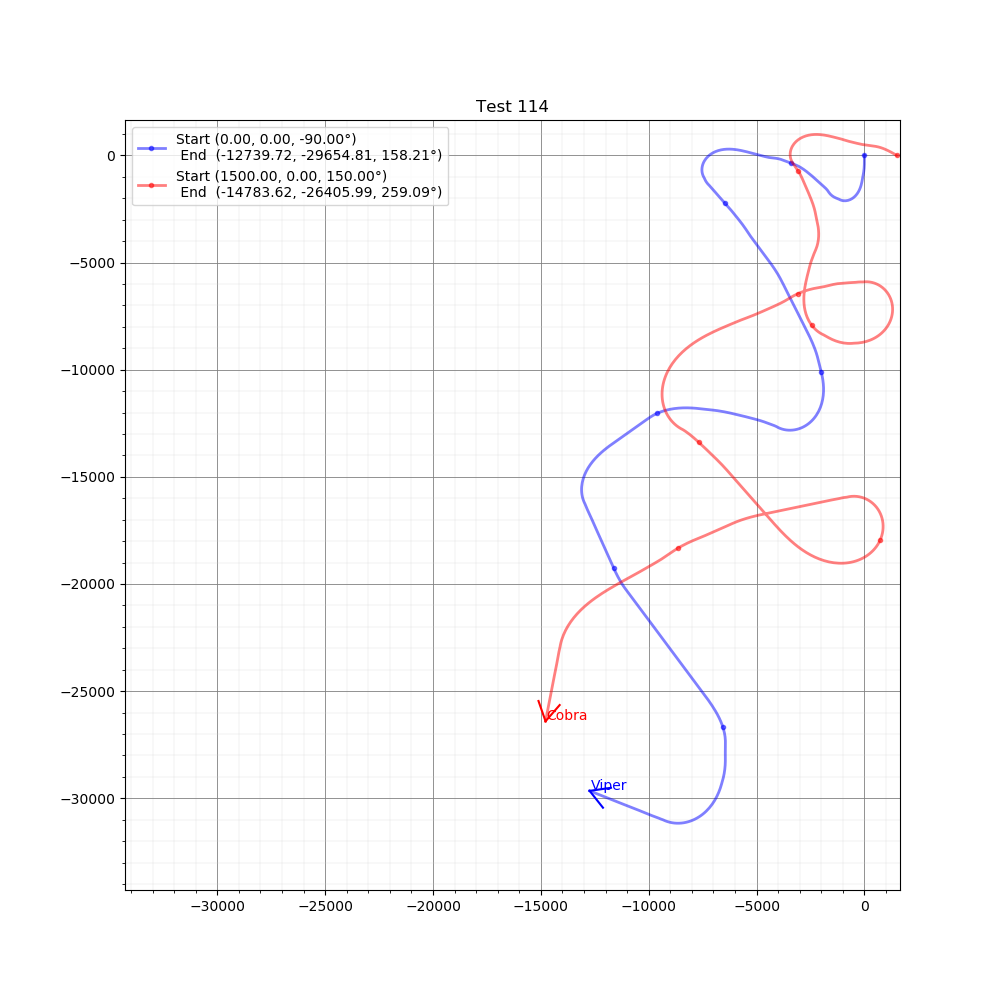 Test 114
Start (0.00, 0.00, -90.00°)
End  (-12739.72, -29654.81, 158.21°)
Start (1500.00, 0.00, 150.00°)
End  (-14783.62, -26405.99, 259.09°)
0
−5000
−10000
−15000
−20000
−25000
−30000
Cobra
Viper
−30000 −25000 −20000 −15000 −10000 −5000 0